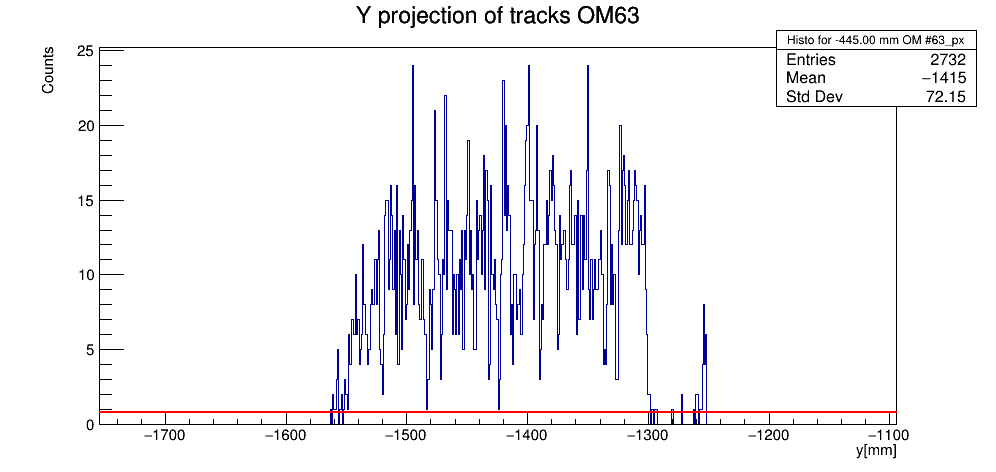 Y projection of tracks OM63
Histo for -445.00 mm OM #63_px
Entries 2732
Mean −1415
Std Dev 72.15
Counts
25
20
15
10
5
0
−1700 −1600 −1500 −1400 −1300 −1200 −1100
y[mm]